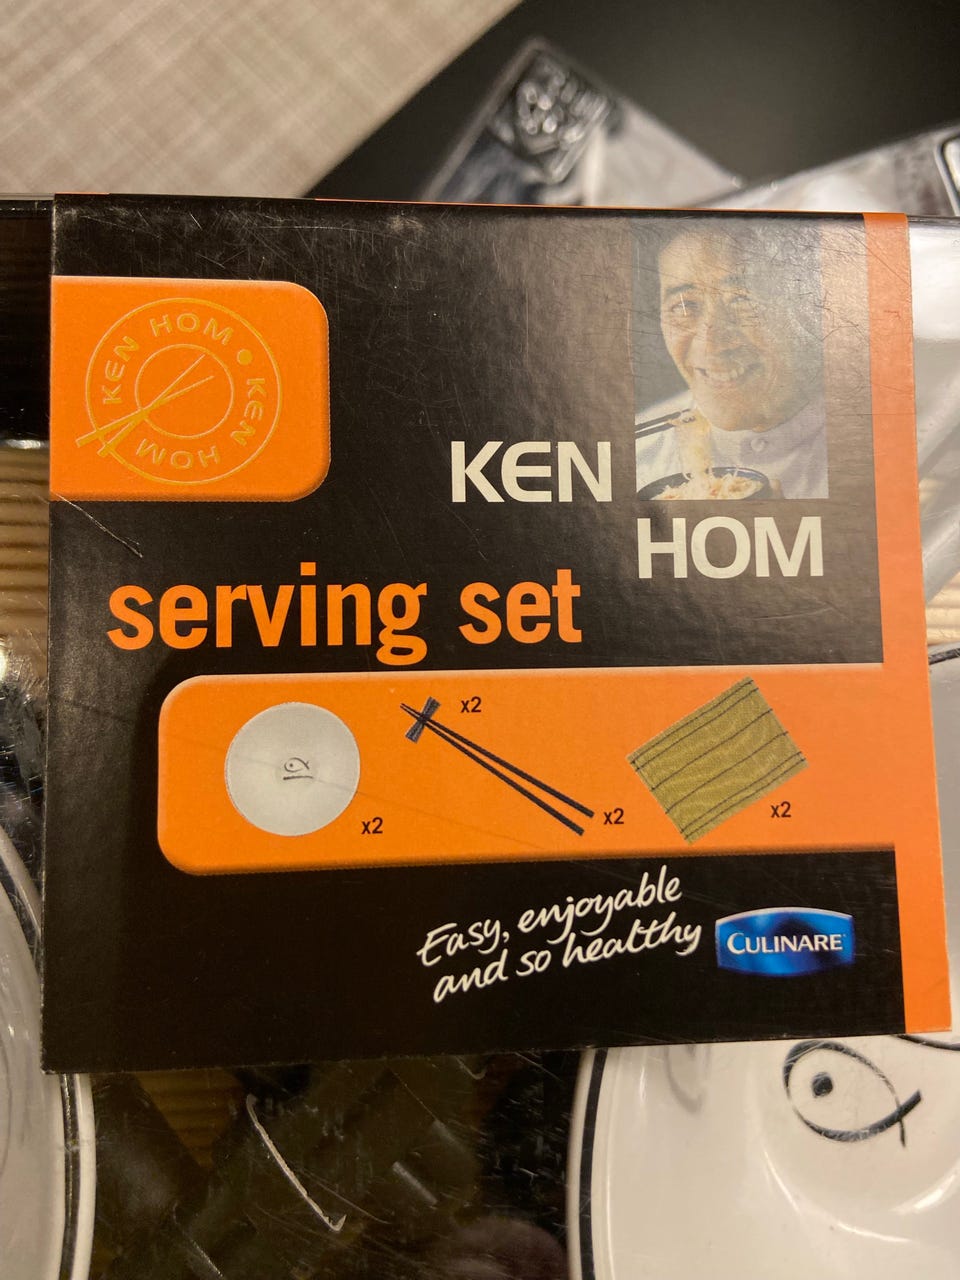 KEN HOM • KEN HOM
KEN
HOM
serving set
x2
x2
x2
x2
Easy, enjoyable
and so healthy
CULINARE